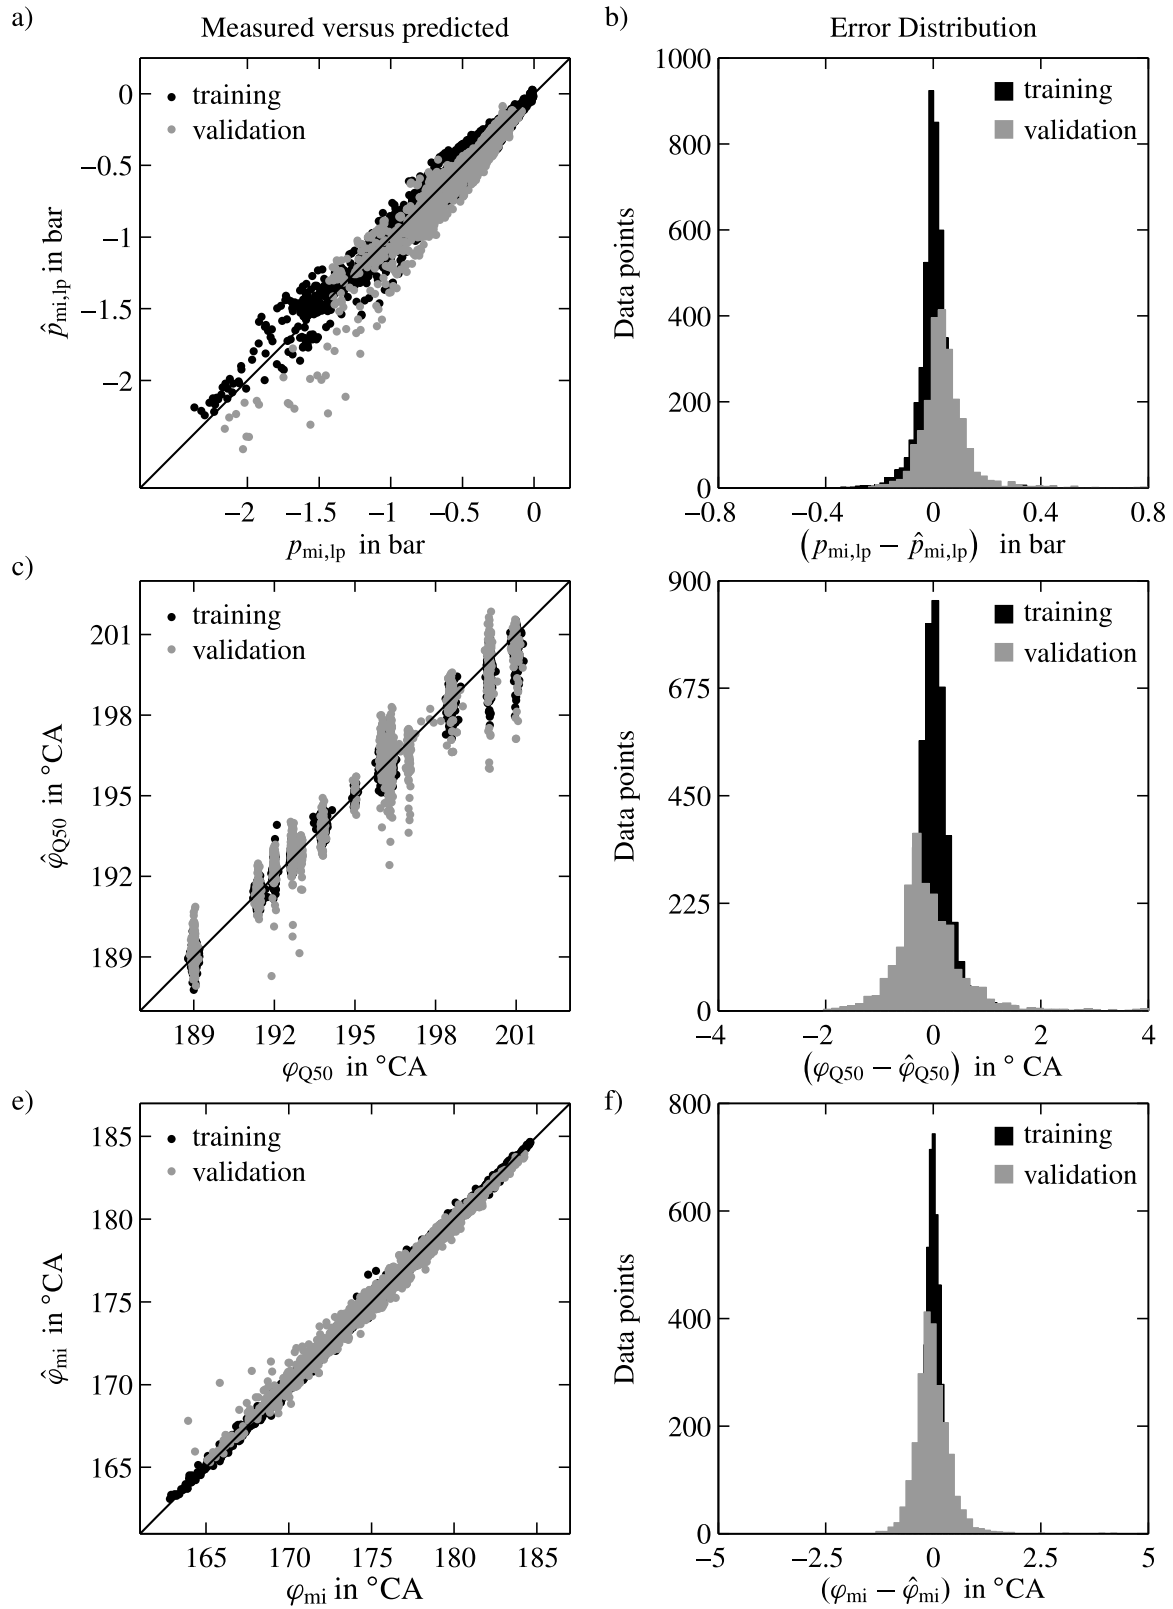 a)
Measured versus predicted
training
validation
0
−0.5
−1
−1.5
−2
p̂mi,lp in bar
−2 −1.5 −1 −0.5 0
pmi,lp in bar
b)
Error Distribution
training
validation
1000
800
600
400
200
0
Data points
−0.8 −0.4 0 0.4 0.8
(pmi,lp − p̂mi,lp) in bar
c)
training
validation
201
198
195
192
189
φ̂Q50 in °CA
189 192 195 198 201
φQ50 in °CA
training
validation
900
675
450
225
0
Data points
−4 −2 0 2 4
(φQ50 − φ̂Q50) in ° CA
e)
training
validation
185
180
175
170
165
φ̂mi in °CA
165 170 175 180 185
φmi in °CA
f)
training
validation
800
600
400
200
0
Data points
−5 −2.5 0 2.5 5
(φmi − φ̂mi) in °CA